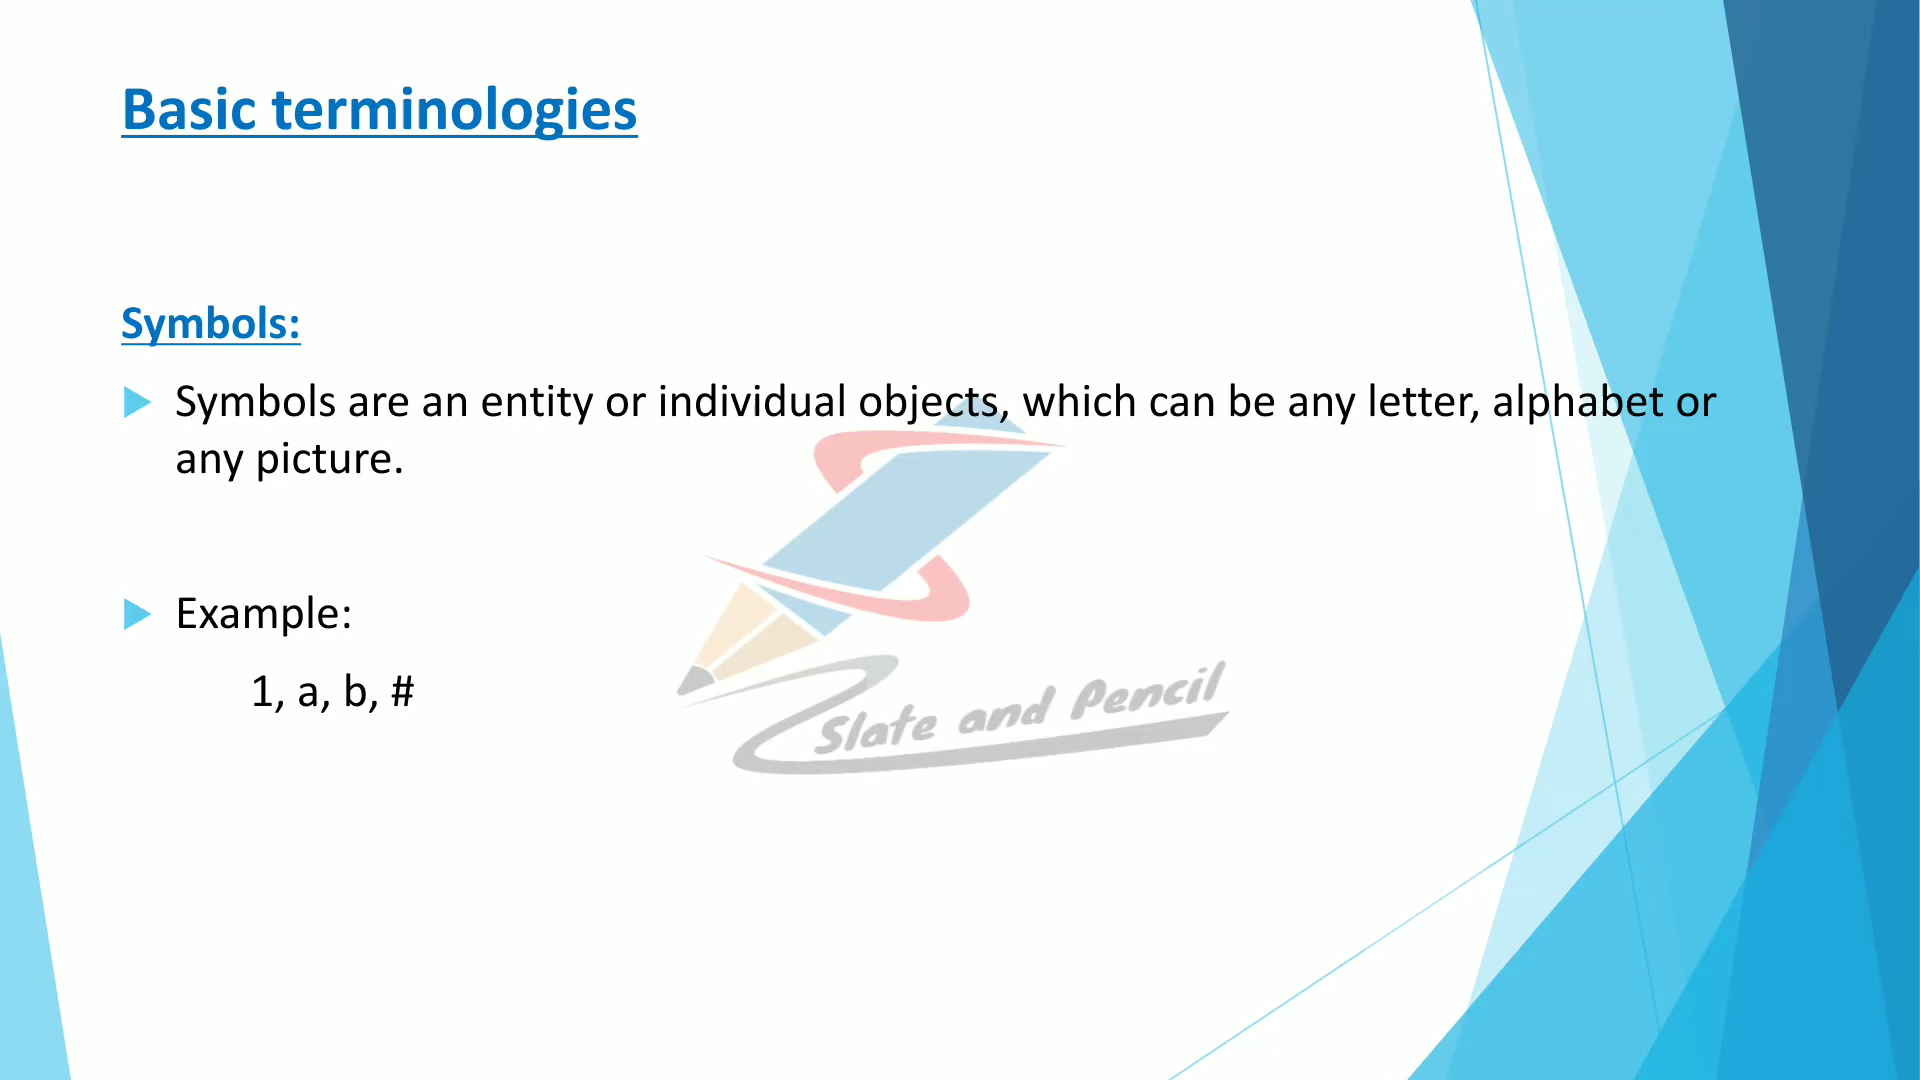 Basic terminologies
Symbols:
Symbols are an entity or individual objects, which can be any letter, alphabet or
any picture.
Example:
1, a, b, #
Slate and Pencil